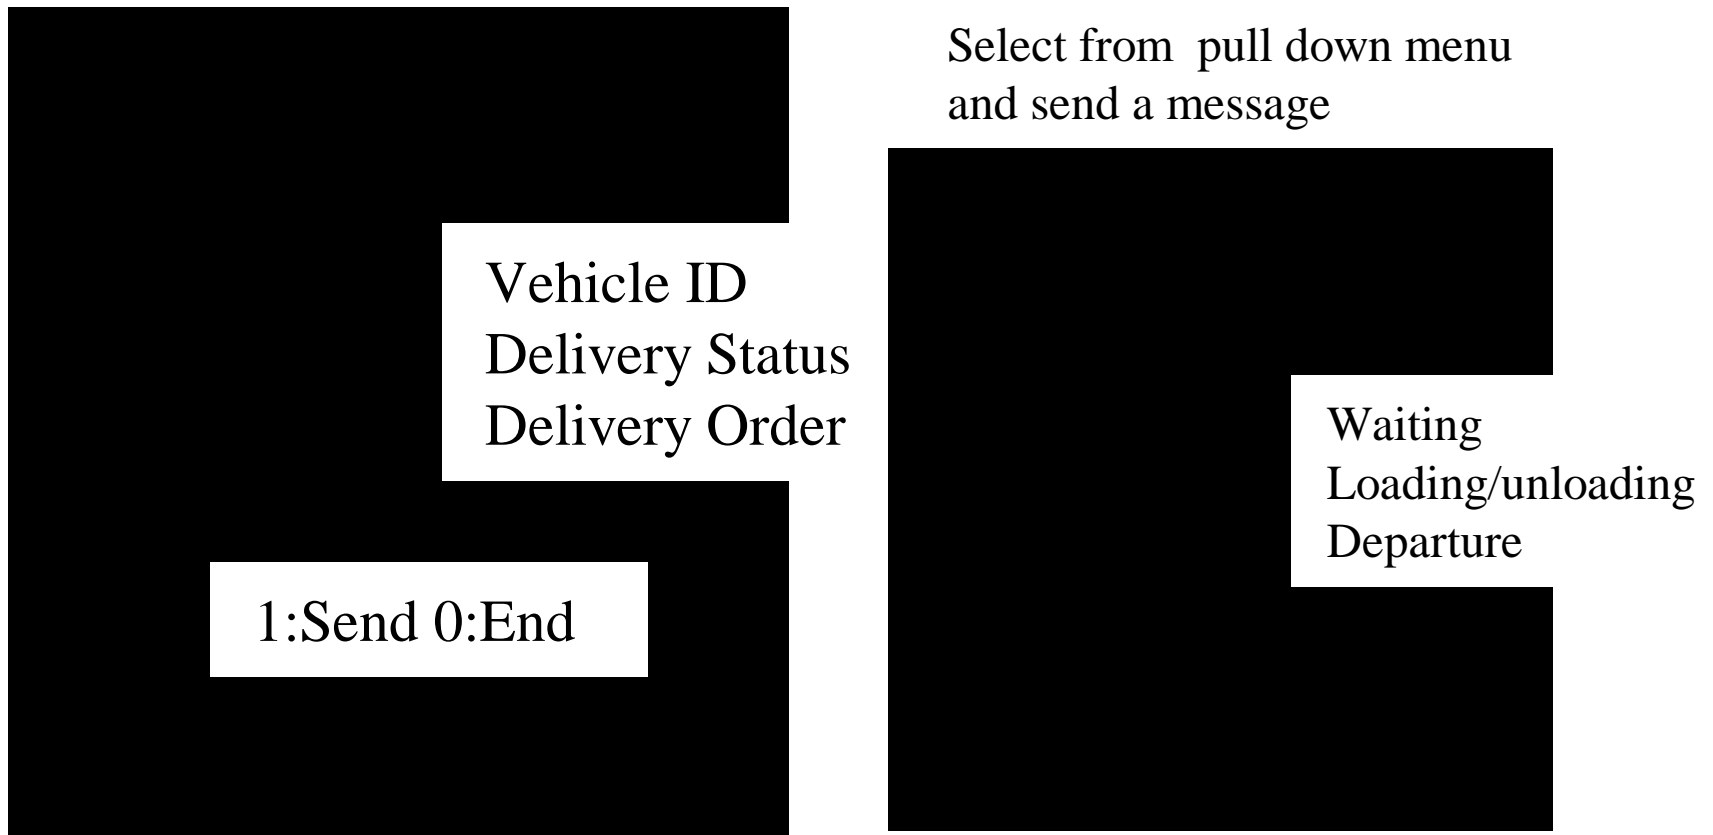 Vehicle ID
Delivery Status
Delivery Order
1:Send 0:End
Select from pull down menu
and send a message
Waiting
Loading/unloading
Departure